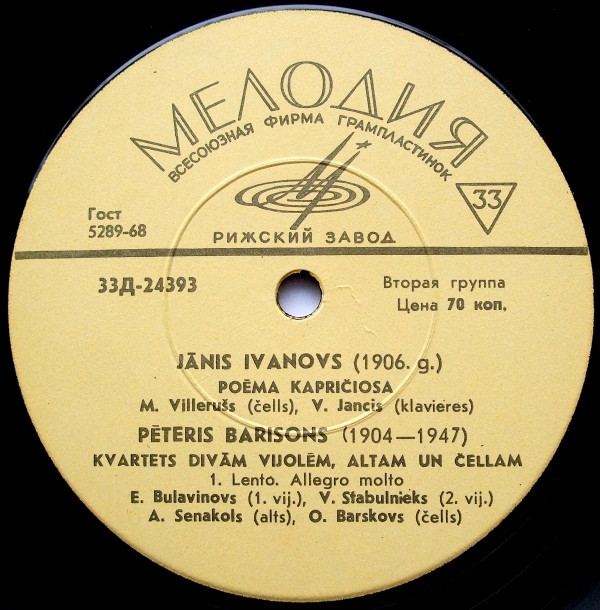 МЕЛОДИЯ
ВСЕСОЮЗНАЯ ФИРМА ГРАМПЛАСТИНОК
33
Гост
5289-68
РИЖСКИЙ ЗАВОД
33Д-24393
Вторая группа
Цена 70 коп.
JĀNIS IVANOVS (1906. g.)
POĒMA KAPRIČIOSA
M. Villerušs (čells), V. Jancis (klavieres)
PĒTERIS BARISONS (1904—1947)
KVARTETS DIVĀM VIJOLĒM, ALTAM UN ČELLAM
1. Lento. Allegro molto
E. Bulavinovs (1. vij.), V. Stabulnieks (2. vij.)
A. Senakols (alts), O. Barskovs (čells)